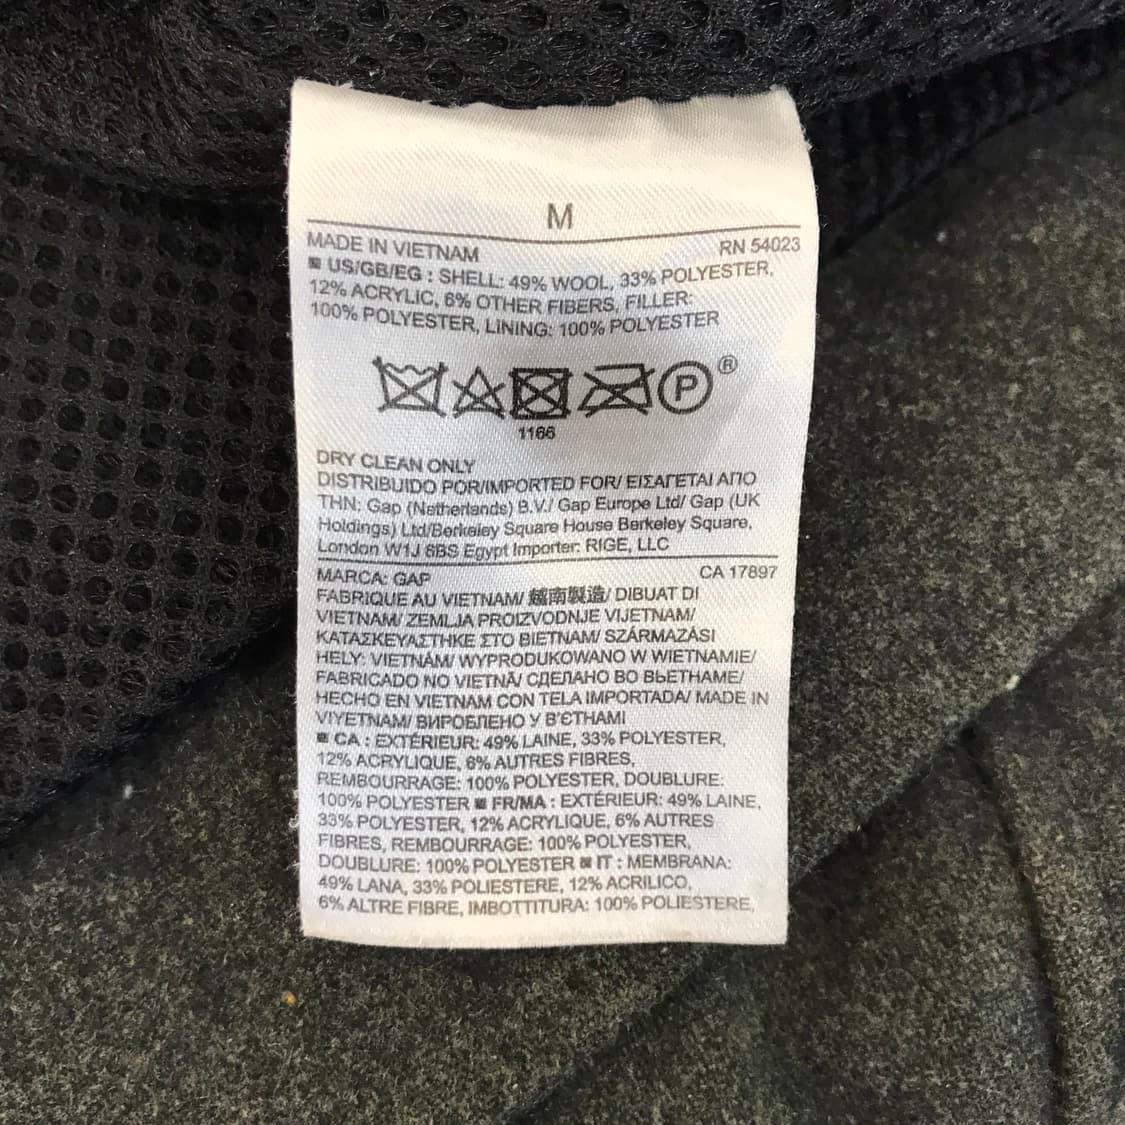 M
MADE IN VIETNAM RN 54023
US/GB/EG : SHELL: 49% WOOL, 33% POLYESTER,
12% ACRYLIC, 6% OTHER FIBERS, FILLER:
100% POLYESTER, LINING: 100% POLYESTER
P ®
1166
DRY CLEAN ONLY
DISTRIBUIDO POR/IMPORTED FOR/ ΕΙΣΑΓΕΤΑΙ ΑΠΟ
ΤΗΝ: Gap (Netherlands) B.V./ Gap Europe Ltd/ Gap (UK
Holdings) Ltd/Berkeley Square House Berkeley Square,
London W1J 6BS Egypt Importer: RIGE, LLC
MARCA: GAP CA 17897
FABRIQUE AU VIETNAM/ 越南製造/ DIBUAT DI
VIETNAM/ ZEMLJA PROIZVODNJE VIJETNAM/
ΚΑΤΑΣΚΕΥΑΣΤΗΚΕ ΣΤΟ ΒΙΕΤΝΑΜ/ SZÁRMAZÁSI
HELY: VIETNÁM/ WYPRODUKOWANO W WIETNAMIE/
FABRICADO NO VIETNÃ/ СДЕЛАНО ВО ВЬЕТНАМЕ/
HECHO EN VIETNAM CON TELA IMPORTADA/ MADE IN
VIYETNAM/ ВИРОБЛЕНО У В'ЄТНАМІ
CA : EXTÉRIEUR: 49% LAINE, 33% POLYESTER,
12% ACRYLIQUE, 6% AUTRES FIBRES,
REMBOURRAGE: 100% POLYESTER, DOUBLURE:
100% POLYESTER FR/MA : EXTÉRIEUR: 49% LAINE,
33% POLYESTER, 12% ACRYLIQUE, 6% AUTRES
FIBRES, REMBOURRAGE: 100% POLYESTER,
DOUBLURE: 100% POLYESTER IT : MEMBRANA:
49% LANA, 33% POLIESTERE, 12% ACRILICO,
6% ALTRE FIBRE, IMBOTTITURA: 100% POLIESTERE,